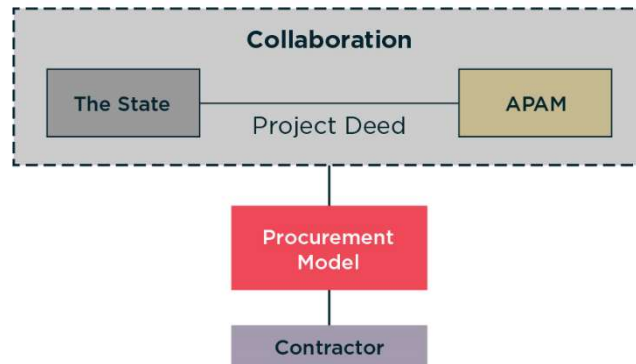 Collaboration
The State
APAM
Project Deed
Procurement
Model
Contractor